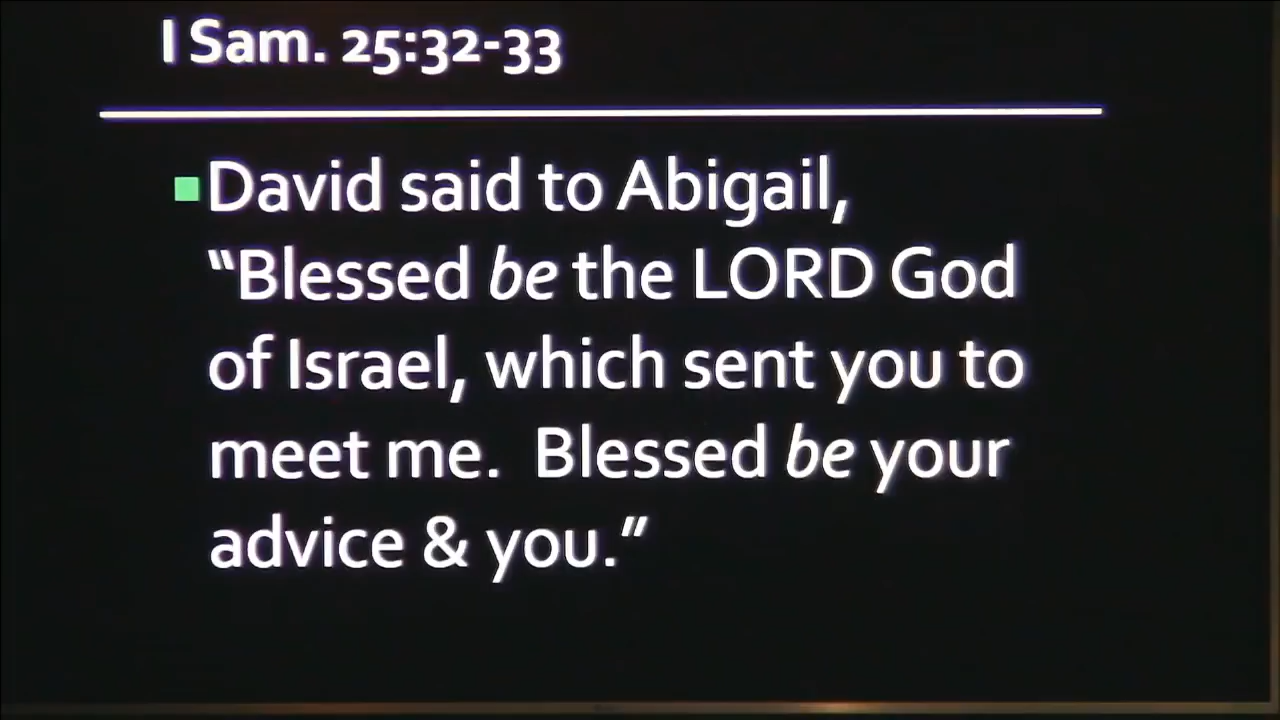 I Sam. 25:32-33
David said to Abigail,
“Blessed be the LORD God
of Israel, which sent you to
meet me.  Blessed be your
advice & you.”